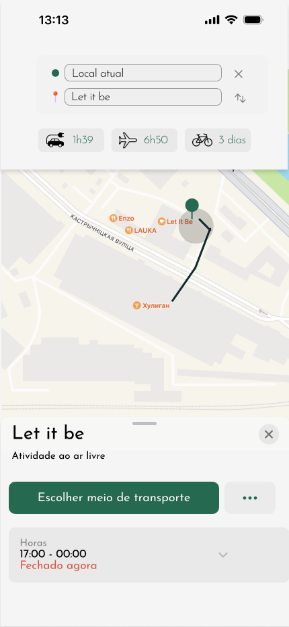 13:13
Local atual
Let it be
1h39
6h50
3 dias
Enzo
LAUKA
Let it Be
КАСТРЫЧНІЦКАЯ ВУЛІЦА
Хулиган
Let it be
Atividade ao ar livre
Escolher meio de transporte
Horas
17:00 - 00:00
Fechado agora